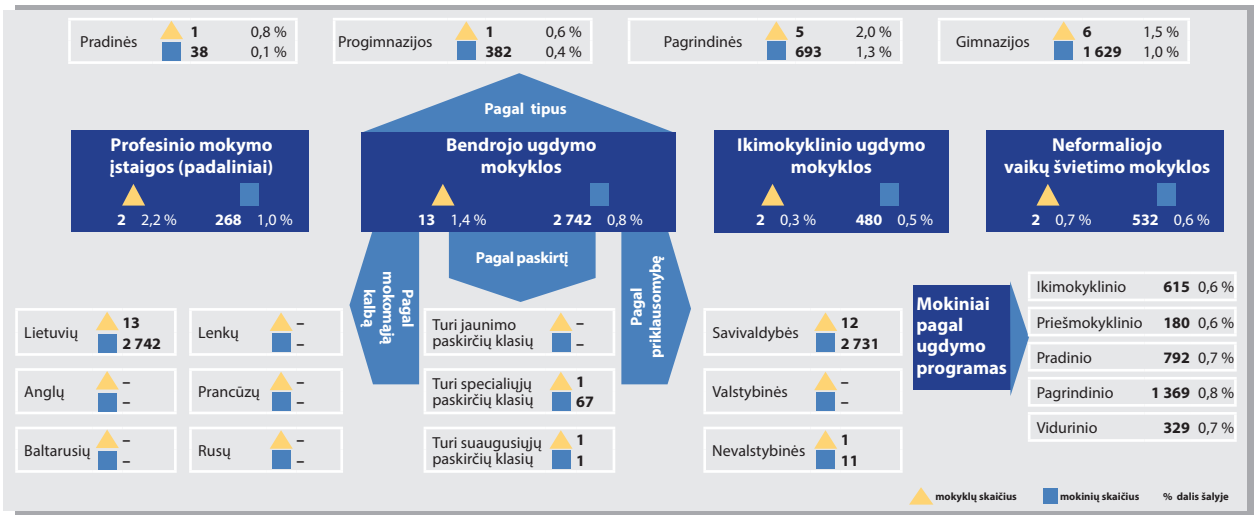 Pradinės
1 0,8 %
38 0,1 %
Progimnazijos
1 0,6 %
382 0,4 %
Pagrindinės
5 2,0 %
693 1,3 %
Gimnazijos
6 1,5 %
1 629 1,0 %
Pagal tipus
Profesinio mokymo
įstaigos (padaliniai)
2 2,2 % 268 1,0 %
Bendrojo ugdymo
mokyklos
13 1,4 % 2 742 0,8 %
Ikimokyklinio ugdymo
mokyklos
2 0,3 % 480 0,5 %
Neformaliojo
vaikų švietimo mokyklos
2 0,7 % 532 0,6 %
Pagal
mokomąją
kalbą
Pagal paskirtį
Pagal
priklausomybę
Lietuvių
13
2 742
Lenkų
–
–
Anglų
–
–
Prancūzų
–
–
Baltarusių
–
–
Rusų
–
–
Turi jaunimo
paskirčių klasių
–
–
Turi specialiųjų
paskirčių klasių
1
67
Turi suaugusiųjų
paskirčių klasių
1
1
Savivaldybės
12
2 731
Valstybinės
–
–
Nevalstybinės
1
11
Mokiniai
pagal
ugdymo
programas
Ikimokyklinio 615 0,6 %
Priešmokyklinio 180 0,6 %
Pradinio 792 0,7 %
Pagrindinio 1 369 0,8 %
Vidurinio 329 0,7 %
mokyklų skaičius mokinių skaičius % dalis šalyje